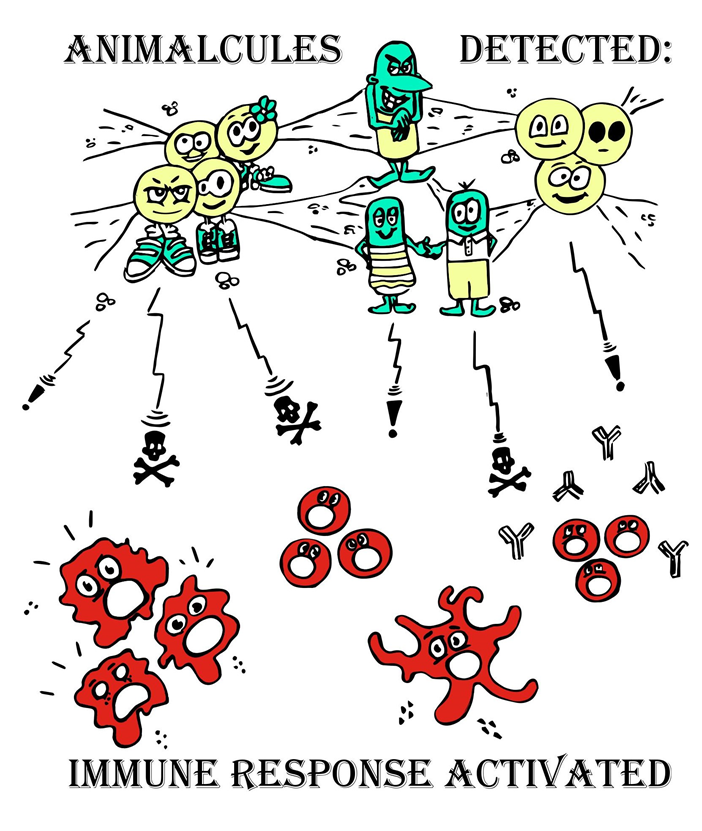 ANIMALCULES DETECTED:
IMMUNE RESPONSE ACTIVATED